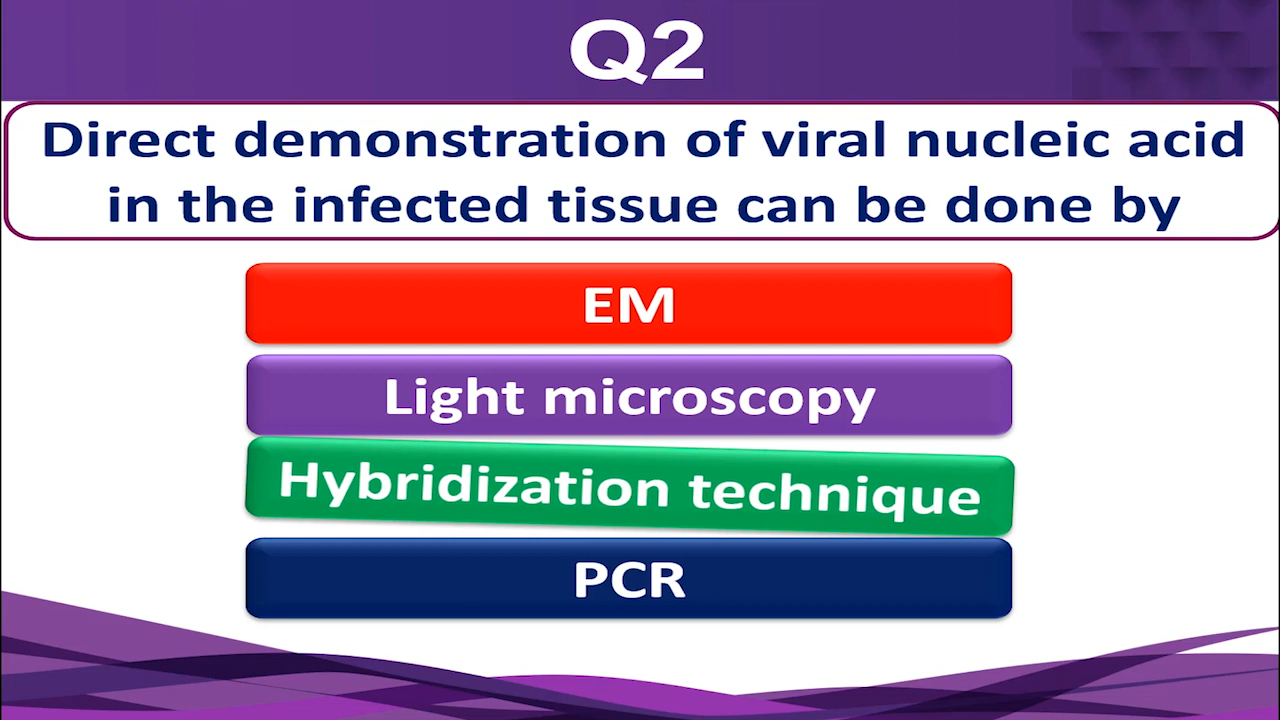 Q2
Direct demonstration of viral nucleic acid
in the infected tissue can be done by
EM
Light microscopy
Hybridization technique
PCR